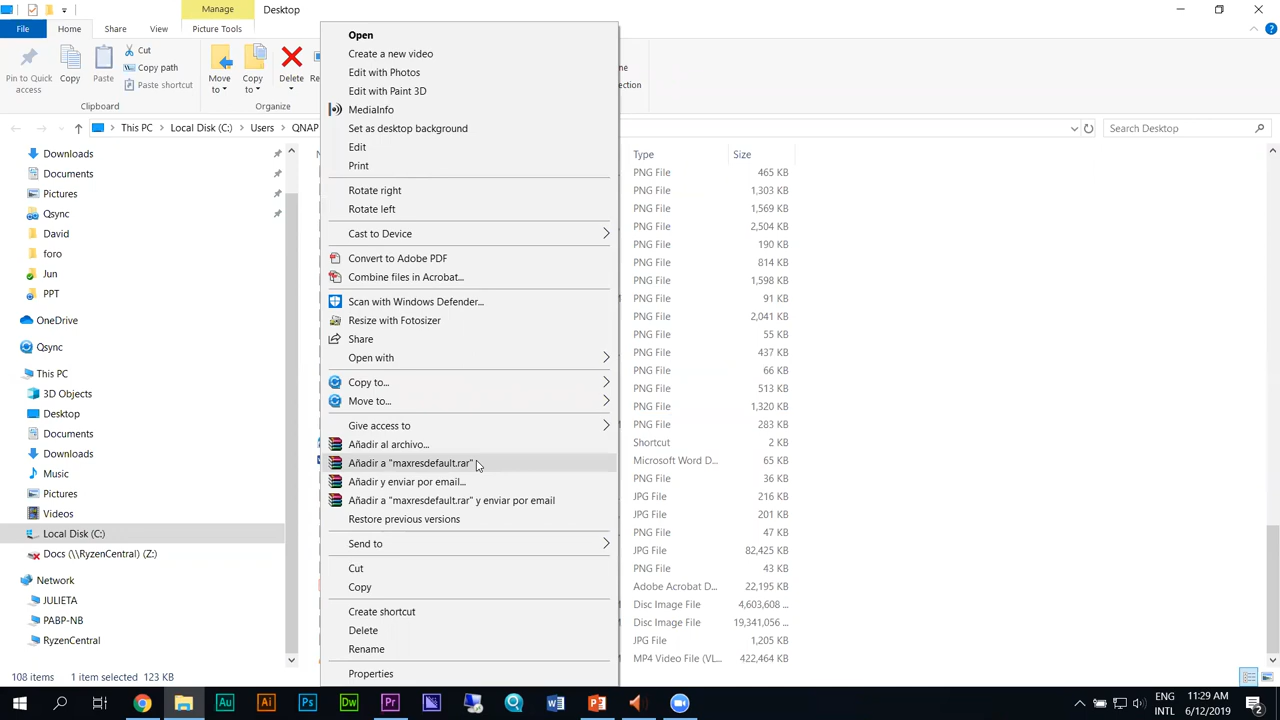 Manage
Desktop
File
Home
Share
View
Picture Tools
Pin to Quick access
Copy
Paste
Cut
Copy path
Paste shortcut
Clipboard
Move to
Copy to
Delete
Organize
This PC
Local Disk (C:)
Users
QNAP
Search Desktop
Downloads
Documents
Pictures
Qsync
David
foro
Jun
PPT
OneDrive
Qsync
This PC
3D Objects
Desktop
Documents
Downloads
Music
Pictures
Videos
Local Disk (C:)
Docs (\\RyzenCentral) (Z:)
Network
JULIETA
PABP-NB
RyzenCentral
Open
Create a new video
Edit with Photos
Edit with Paint 3D
MediaInfo
Set as desktop background
Edit
Print
Rotate right
Rotate left
Cast to Device
Convert to Adobe PDF
Combine files in Acrobat...
Scan with Windows Defender...
Resize with Fotosizer
Share
Open with
Copy to...
Move to...
Give access to
Añadir al archivo...
Añadir a "maxresdefault.rar"
Añadir y enviar por email...
Añadir a "maxresdefault.rar" y enviar por email
Restore previous versions
Send to
Cut
Copy
Create shortcut
Delete
Rename
Properties
Type Size
PNG File 465 KB
PNG File 1,303 KB
PNG File 1,569 KB
PNG File 2,504 KB
PNG File 190 KB
PNG File 814 KB
PNG File 1,598 KB
PNG File 91 KB
PNG File 2,041 KB
PNG File 55 KB
PNG File 437 KB
PNG File 66 KB
PNG File 513 KB
PNG File 1,320 KB
PNG File 283 KB
Shortcut 2 KB
Microsoft Word D... 65 KB
PNG File 36 KB
JPG File 216 KB
JPG File 201 KB
PNG File 47 KB
JPG File 82,425 KB
PNG File 43 KB
Adobe Acrobat D... 22,195 KB
Disc Image File 4,603,608 ...
Disc Image File 19,341,056 ...
JPG File 1,205 KB
MP4 Video File (VL... 422,464 KB
108 items 1 item selected 123 KB
Au
Ai
Ps
Dw
Pr
ENG
INTL
11:29 AM
6/12/2019
2